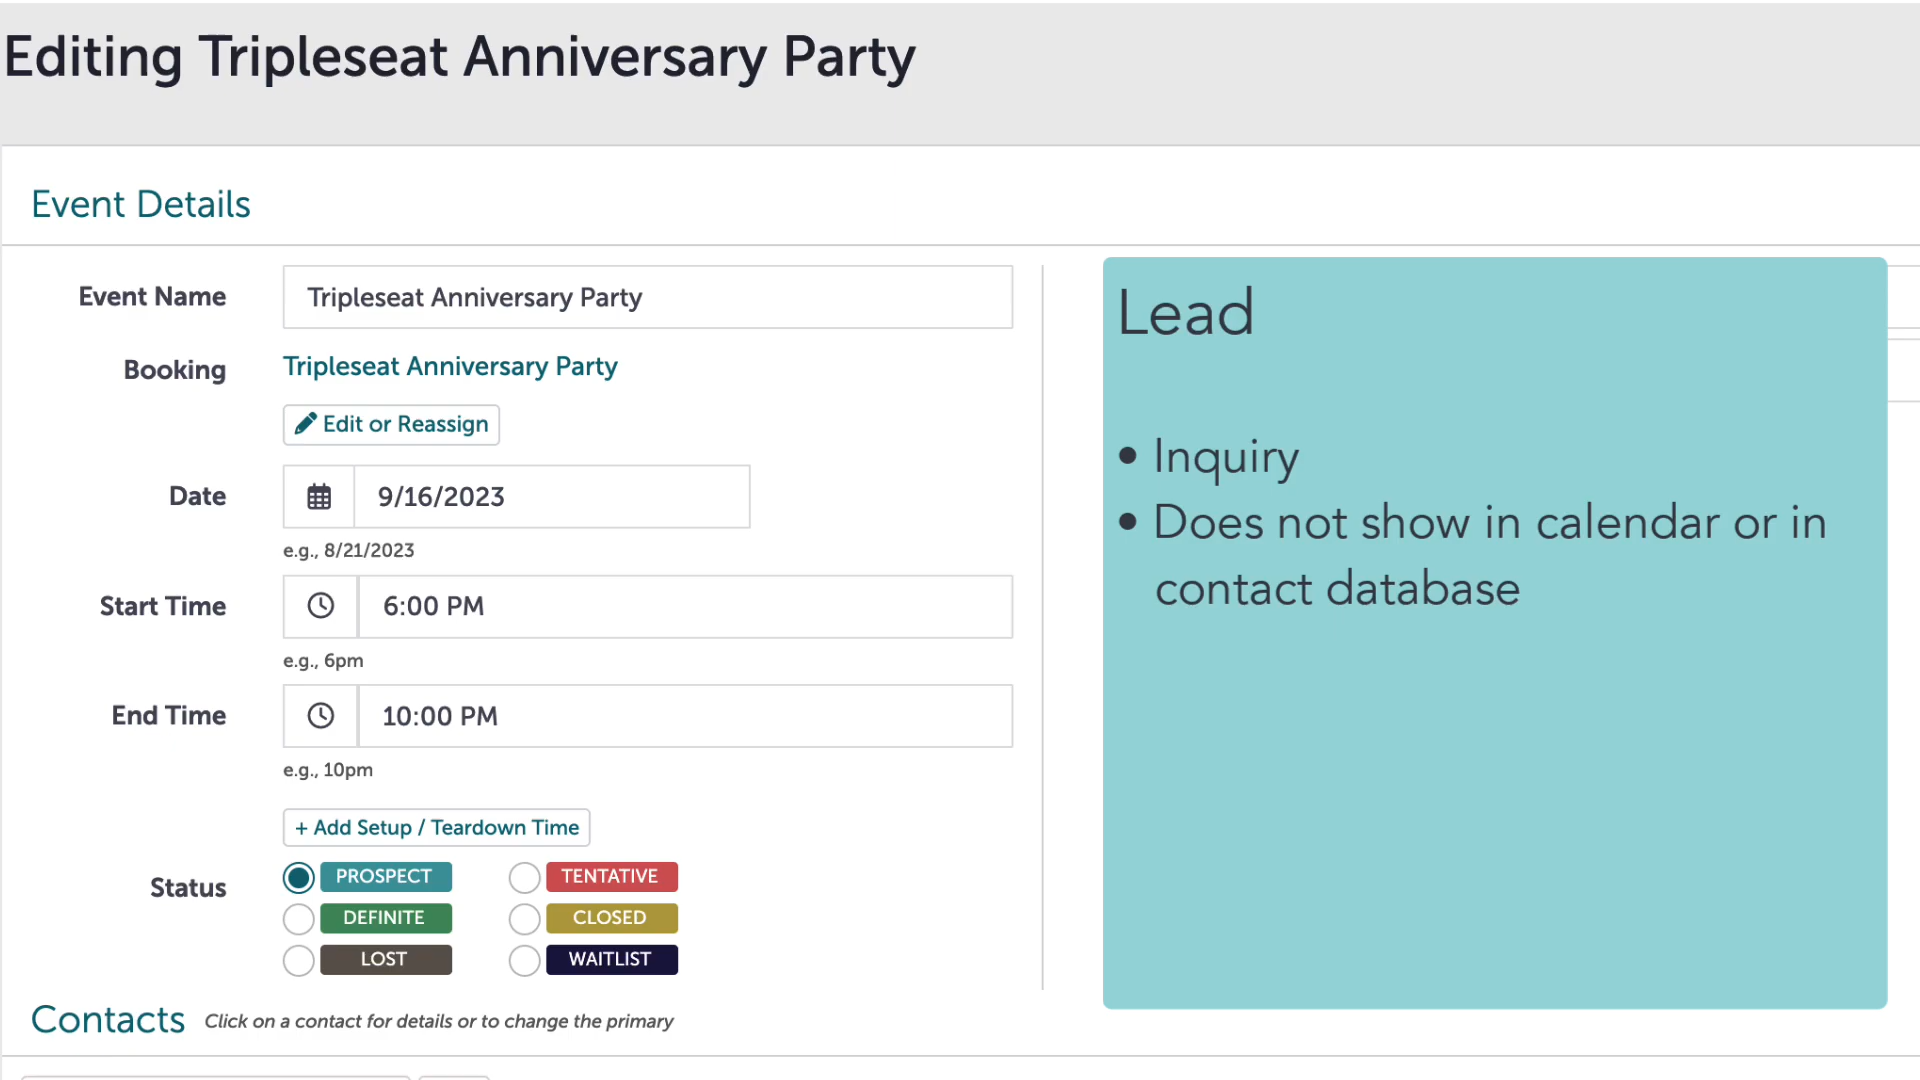 Editing Tripleseat Anniversary Party
Event Details
Event Name
Tripleseat Anniversary Party
Booking
Tripleseat Anniversary Party
Edit or Reassign
Date
9/16/2023
e.g., 8/21/2023
Start Time
6:00 PM
e.g., 6pm
End Time
10:00 PM
e.g., 10pm
+ Add Setup / Teardown Time
Status
PROSPECT
TENTATIVE
DEFINITE
CLOSED
LOST
WAITLIST
Contacts Click on a contact for details or to change the primary
Lead
• Inquiry
• Does not show in calendar or in
contact database